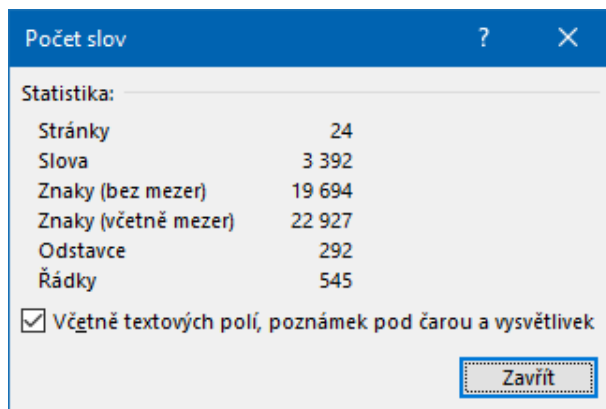 Počet slov ?
Statistika:
Stránky 24
Slova 3 392
Znaky (bez mezer) 19 694
Znaky (včetně mezer) 22 927
Odstavce 292
Řádky 545
Včetně textových polí, poznámek pod čarou a vysvětlivek
Zavřít